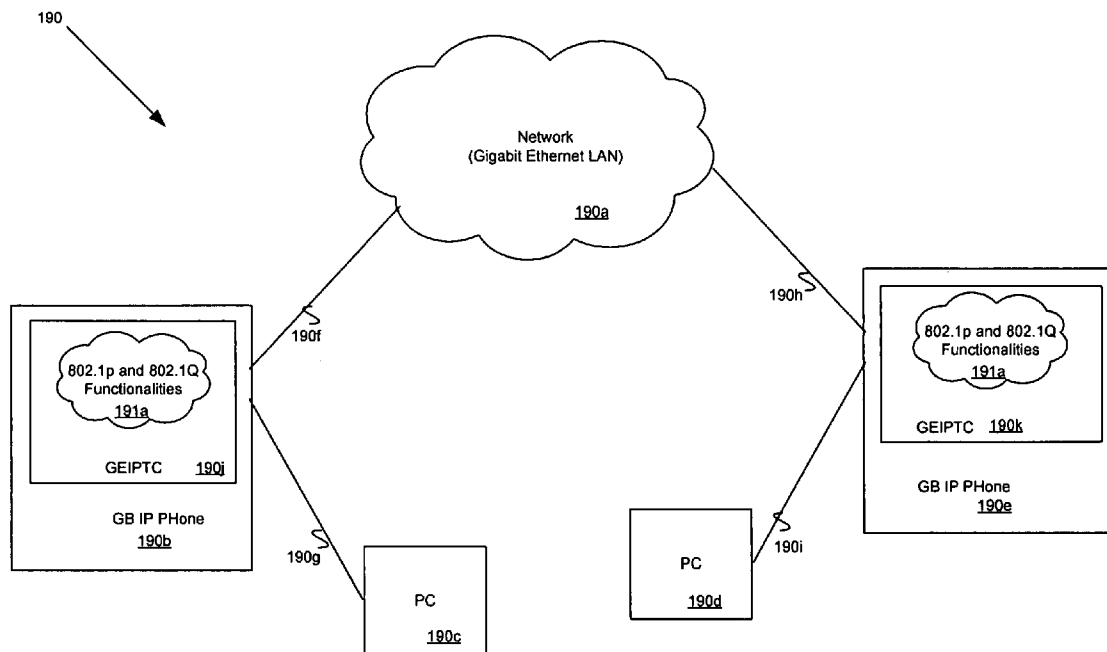 190
Network
(Gigabit Ethernet LAN)
190a
190f
190h
802.1p and 802.1Q
Functionalities
191a
GEIPTC 190j
GB IP PHone
190b
802.1p and 802.1Q
Functionalities
191a
GEIPTC 190k
GB IP PHone
190e
190g
PC
190c
PC
190d
190i